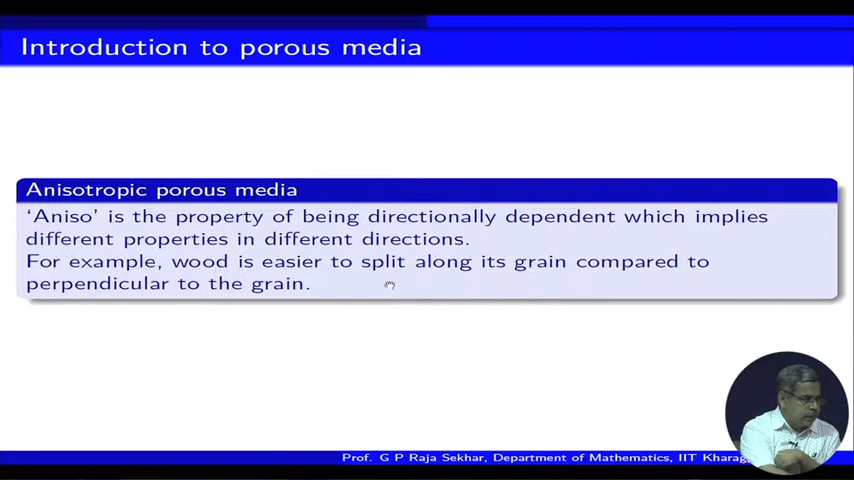 Introduction to porous media
Anisotropic porous media
‘Aniso’ is the property of being directionally dependent which implies
different properties in different directions.
For example, wood is easier to split along its grain compared to
perpendicular to the grain.
Prof. G P Raja Sekhar, Department of Mathematics, IIT Kharag